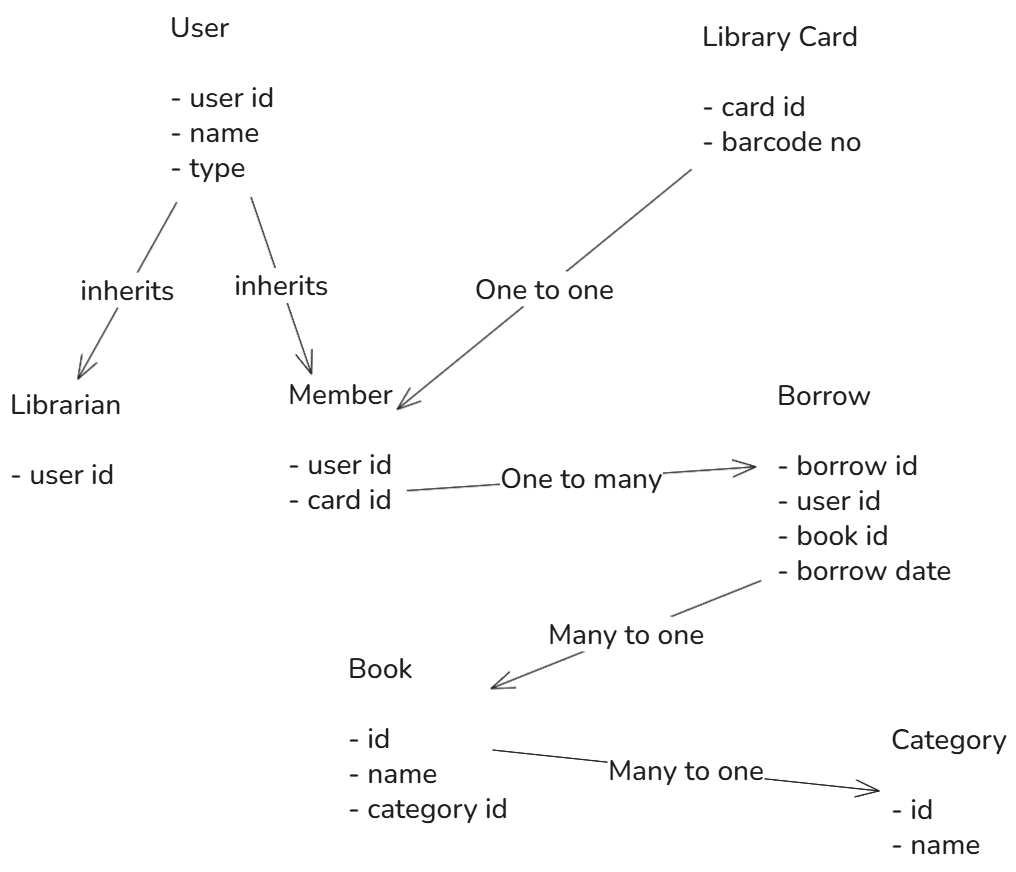 User
- user id
- name
- type
Library Card
- card id
- barcode no
inherits
inherits
One to one
Librarian
- user id
Member
- user id
- card id
One to many
Borrow
- borrow id
- user id
- book id
- borrow date
Many to one
Book
- id
- name
- category id
Many to one
Category
- id
- name